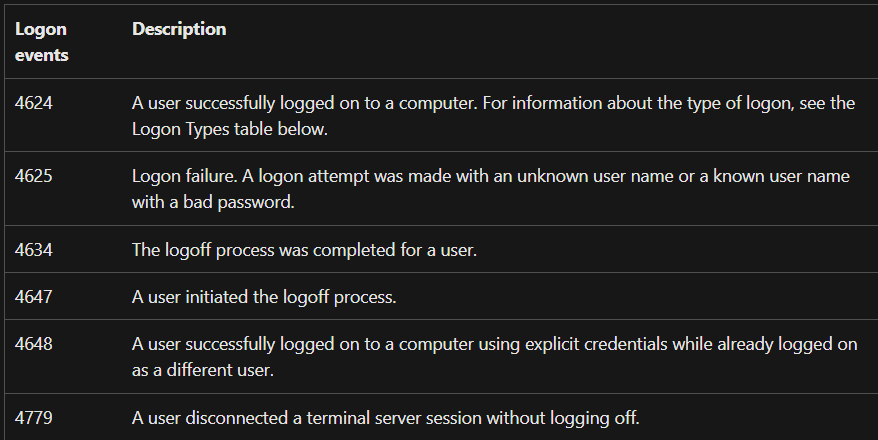 Logon events
Description
4624
A user successfully logged on to a computer. For information about the type of logon, see the
Logon Types table below.
4625
Logon failure. A logon attempt was made with an unknown user name or a known user name
with a bad password.
4634
The logoff process was completed for a user.
4647
A user initiated the logoff process.
4648
A user successfully logged on to a computer using explicit credentials while already logged on
as a different user.
4779
A user disconnected a terminal server session without logging off.